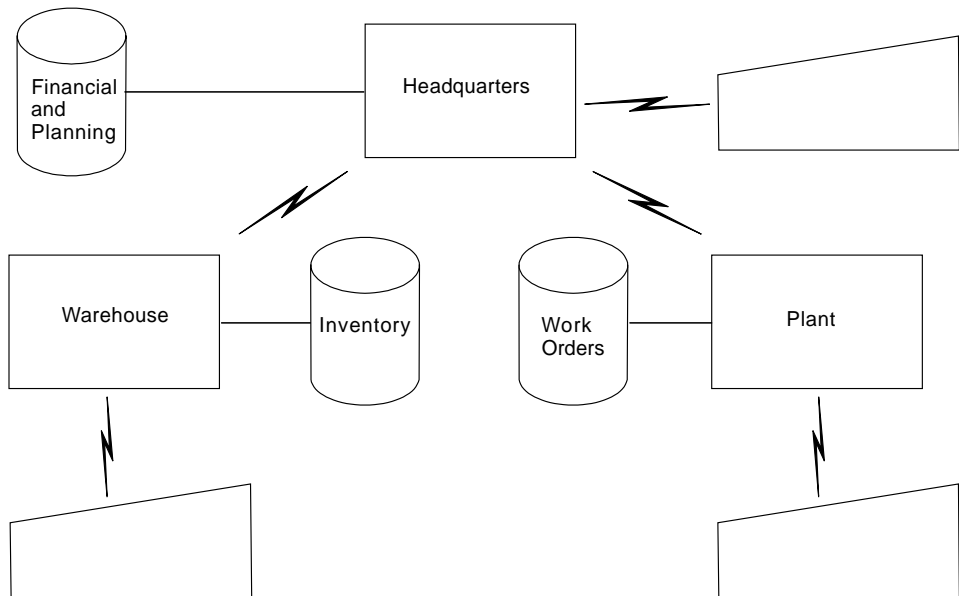 Financial
and
Planning
Headquarters
Warehouse
Inventory
Work
Orders
Plant